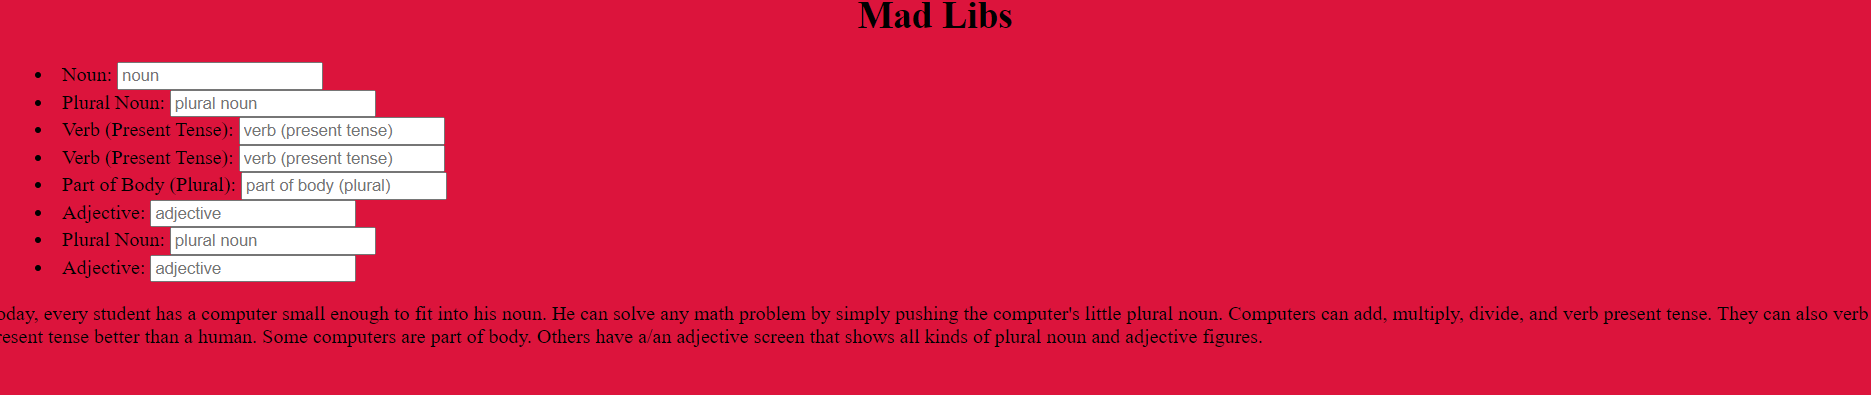 Mad Libs
Noun: noun
Plural Noun: plural noun
Verb (Present Tense): verb (present tense)
Verb (Present Tense): verb (present tense)
Part of Body (Plural): part of body (plural)
Adjective: adjective
Plural Noun: plural noun
Adjective: adjective
oday, every student has a computer small enough to fit into his noun. He can solve any math problem by simply pushing the computer's little plural noun. Computers can add, multiply, divide, and verb present tense. They can also verb
resent tense better than a human. Some computers are part of body. Others have a/an adjective screen that shows all kinds of plural noun and adjective figures.